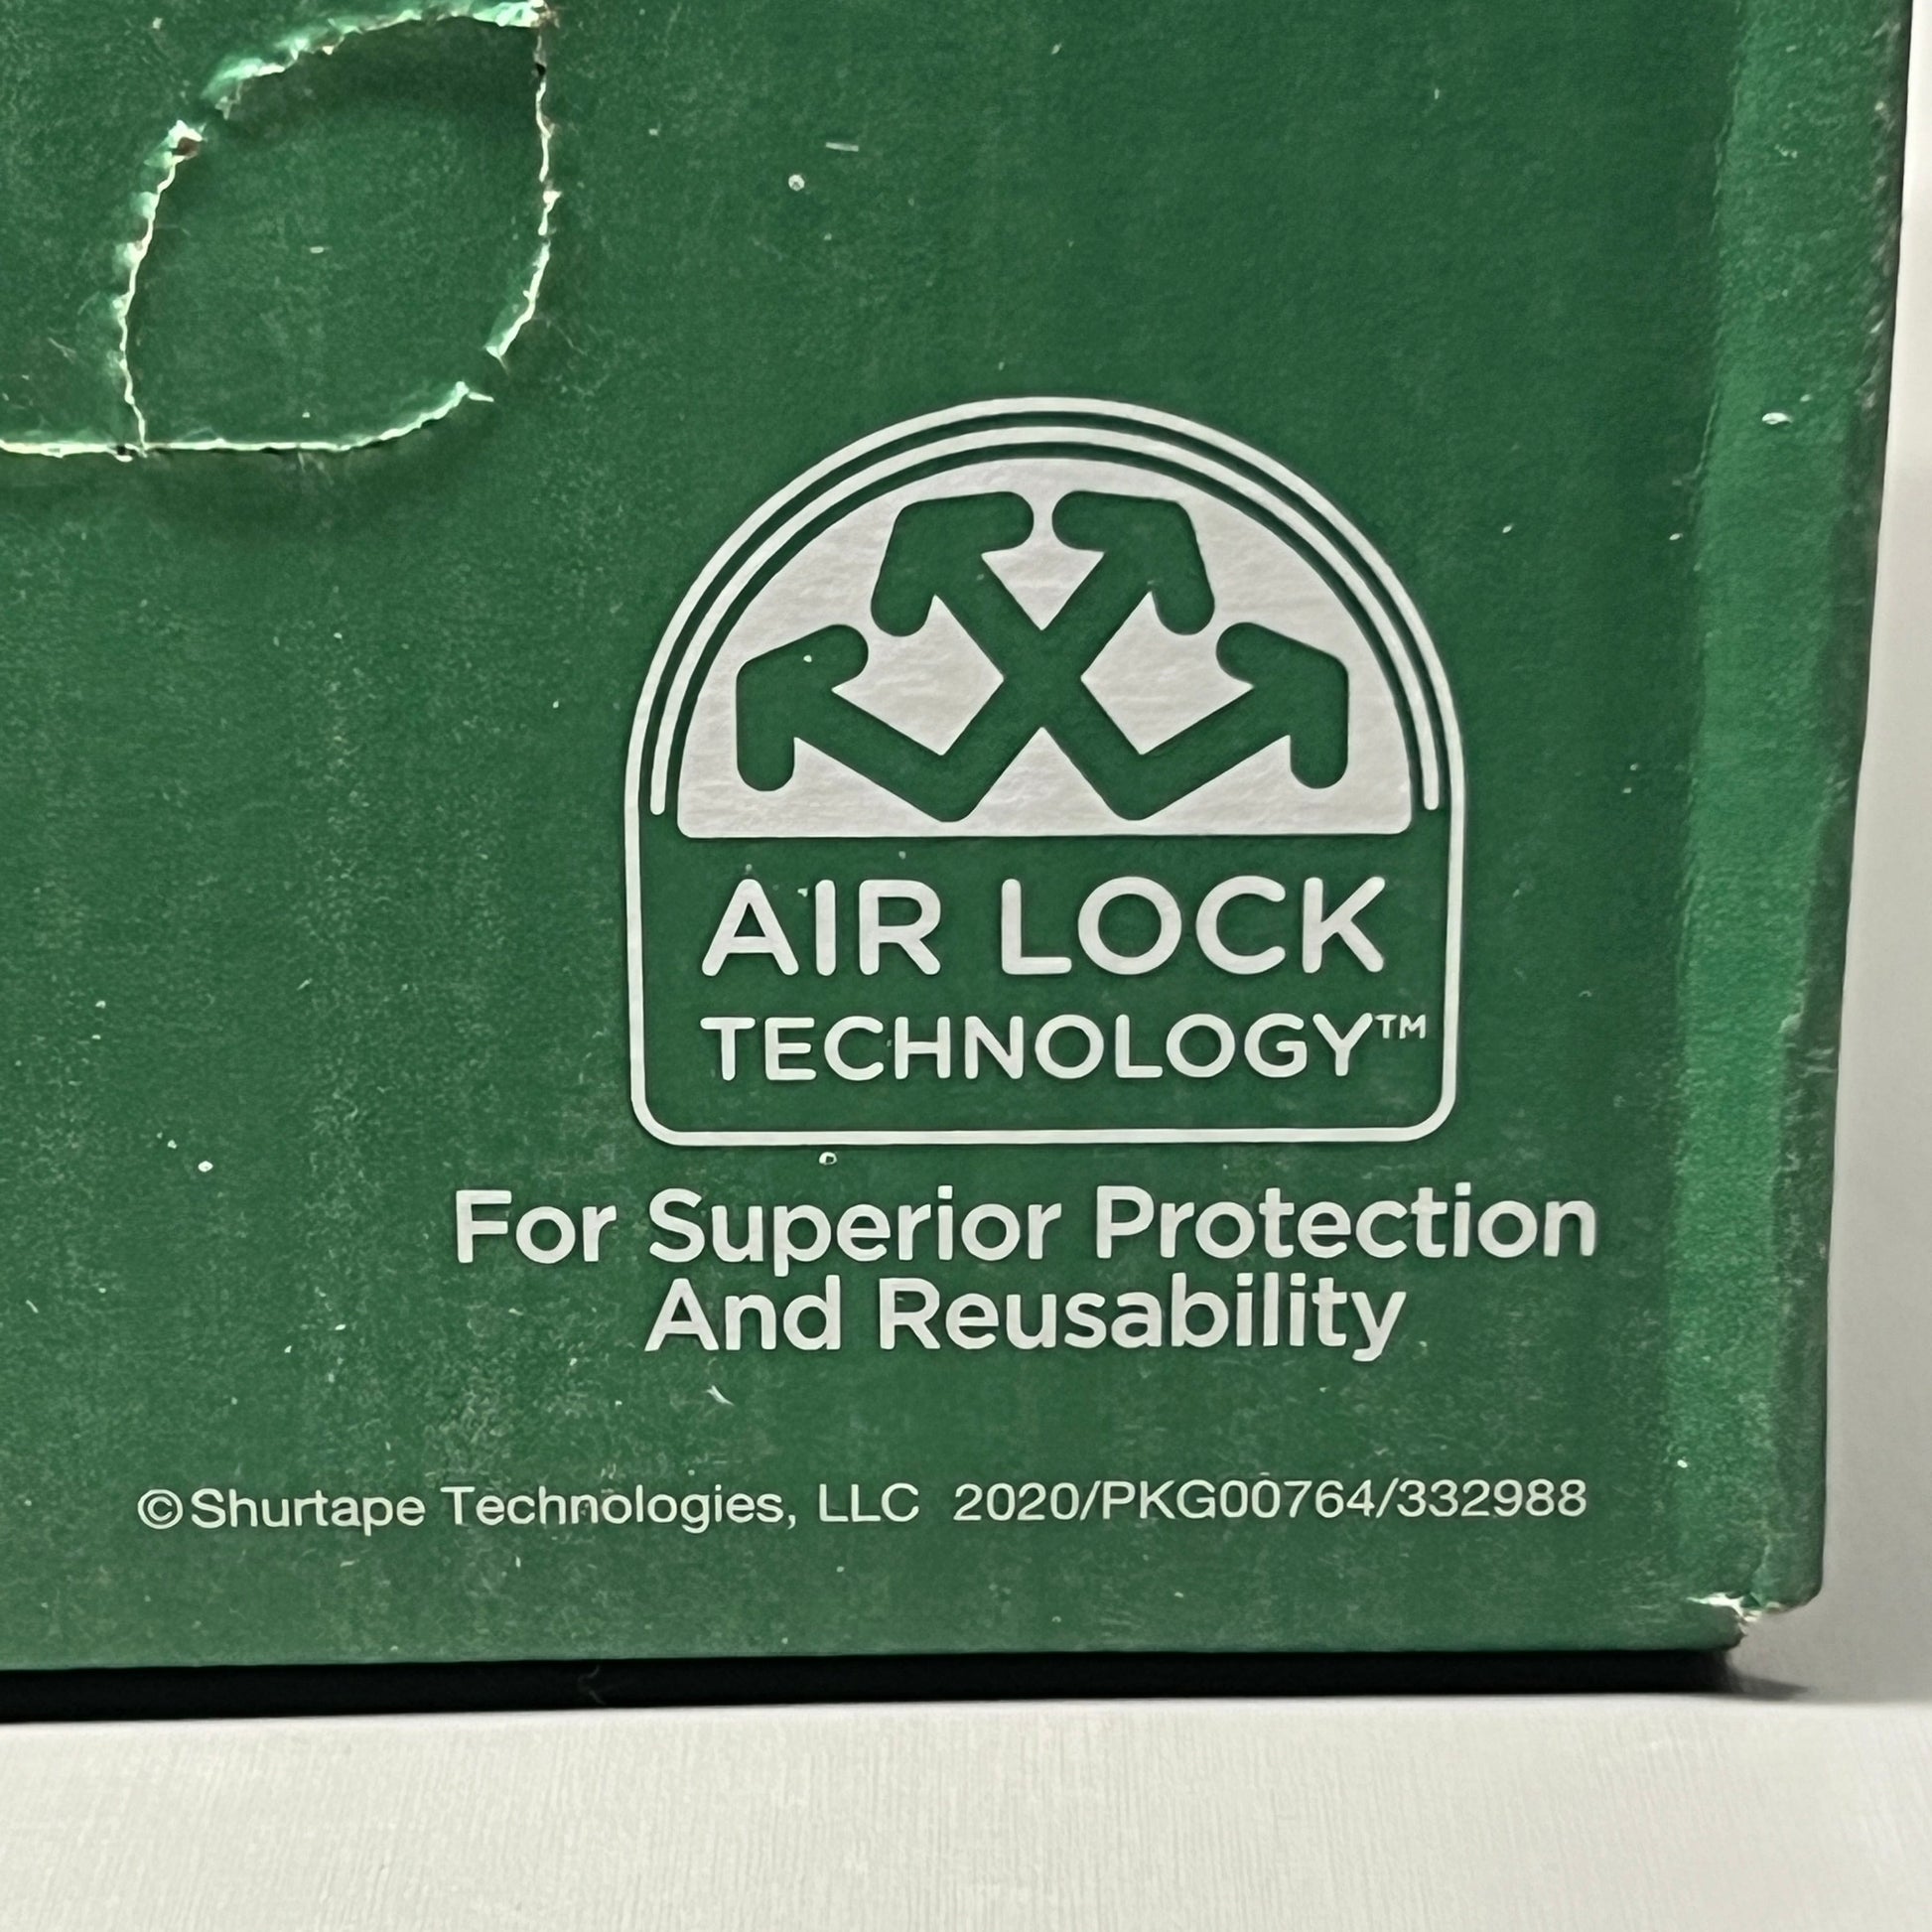 AIR LOCK
TECHNOLOGY™
For Superior Protection
And Reusability
©Shurtape Technologies, LLC 2020/PKG00764/332988